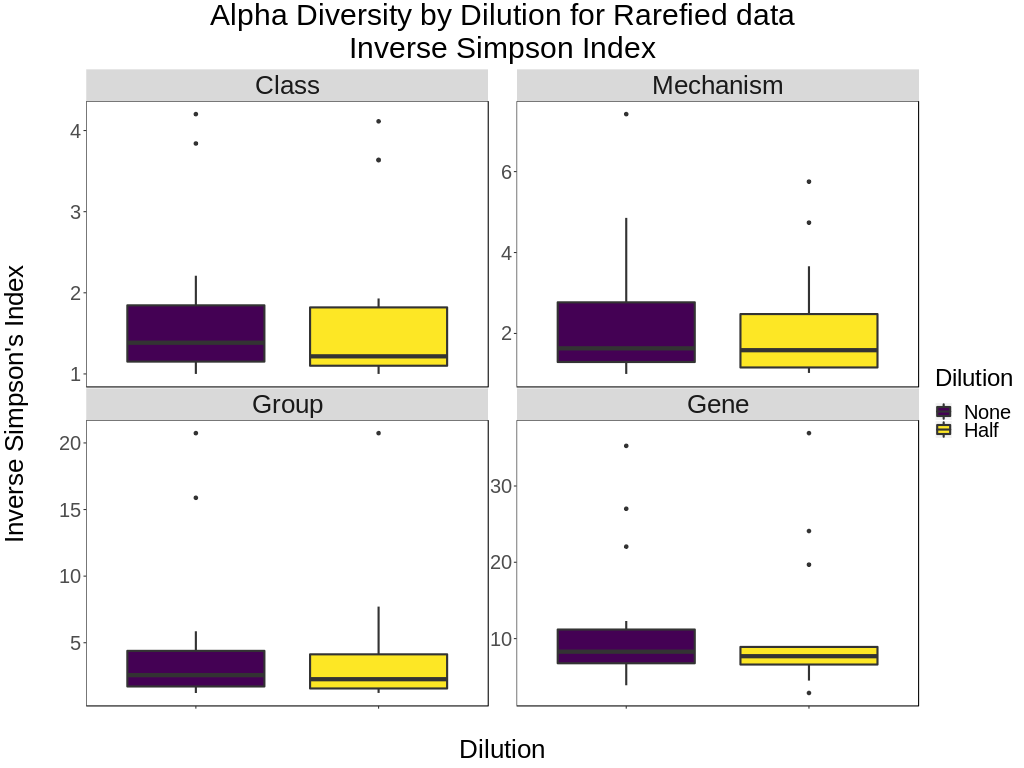 Alpha Diversity by Dilution for Rarefied data
Inverse Simpson Index
Class
Mechanism
4
3
2
1
6
4
2
Group
Gene
20
15
10
5
30
20
10
Inverse Simpson's Index
Dilution
Dilution
None
Half